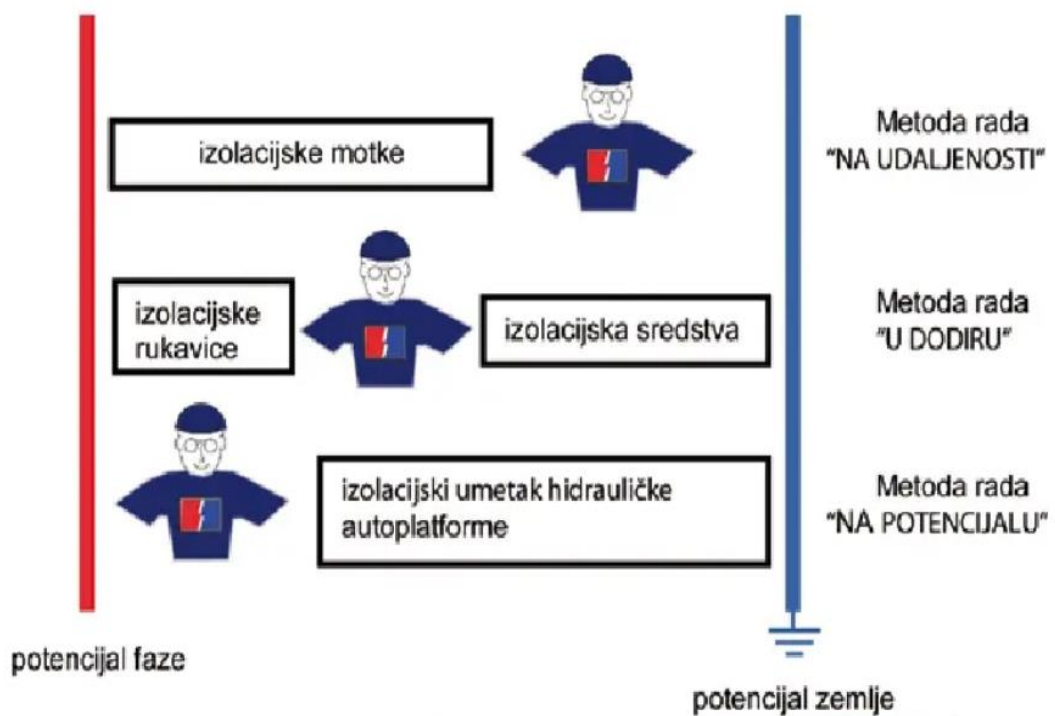 izolacijske motke
Metoda rada
"NA UDALJENOSTI"
izolacijske
rukavice
izolacijska sredstva
Metoda rada
"U DODIRU"
izolacijski umetak hidrauličke
autoplatforme
Metoda rada
"NA POTENCIJALU"
potencijal faze
potencijal zemlje